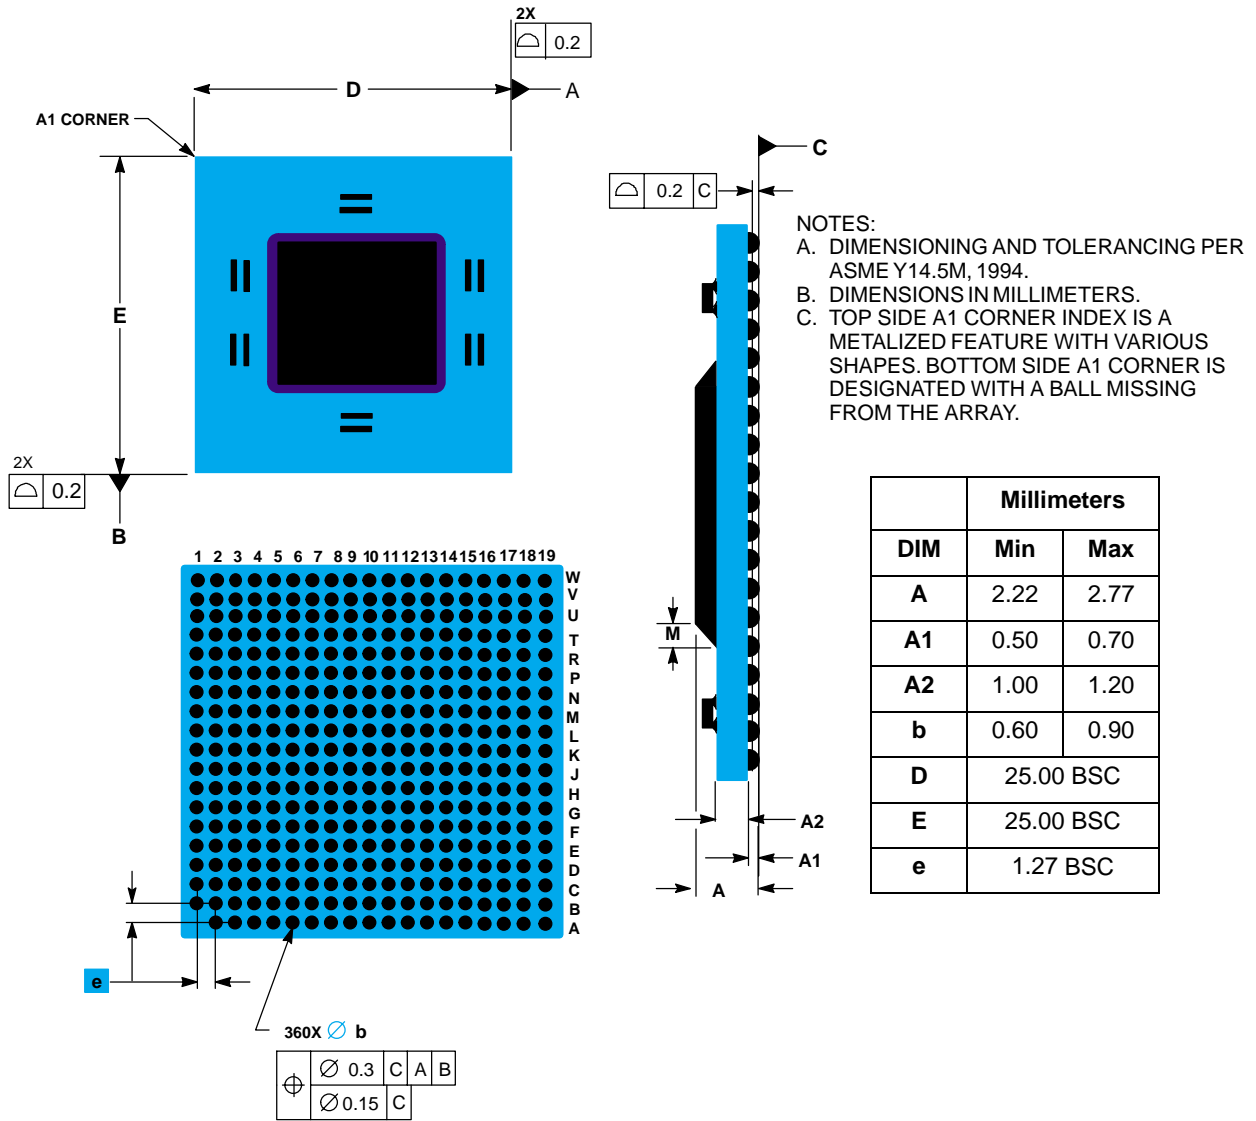 2X
0.2
D
A
A1 CORNER
E
2X
0.2
B
C
0.2 C
NOTES:
A. DIMENSIONING AND TOLERANCING PER
ASME Y14.5M, 1994.
B. DIMENSIONS IN MILLIMETERS.
C. TOP SIDE A1 CORNER INDEX IS A
METALIZED FEATURE WITH VARIOUS
SHAPES. BOTTOM SIDE A1 CORNER IS
DESIGNATED WITH A BALL MISSING
FROM THE ARRAY.
M
A2
A1
A
Millimeters
DIM Min Max
A 2.22 2.77
A1 0.50 0.70
A2 1.00 1.20
b 0.60 0.90
D 25.00 BSC
E 25.00 BSC
e 1.27 BSC
1 2 3 4 5 6 7 8 9 10 11 12 13 14 15 16 17 18 19
W
V
U
T
R
P
N
M
L
K
J
H
G
F
E
D
C
B
A
e
360X ∅ b
⌖ ∅ 0.3 C A B
∅ 0.15 C